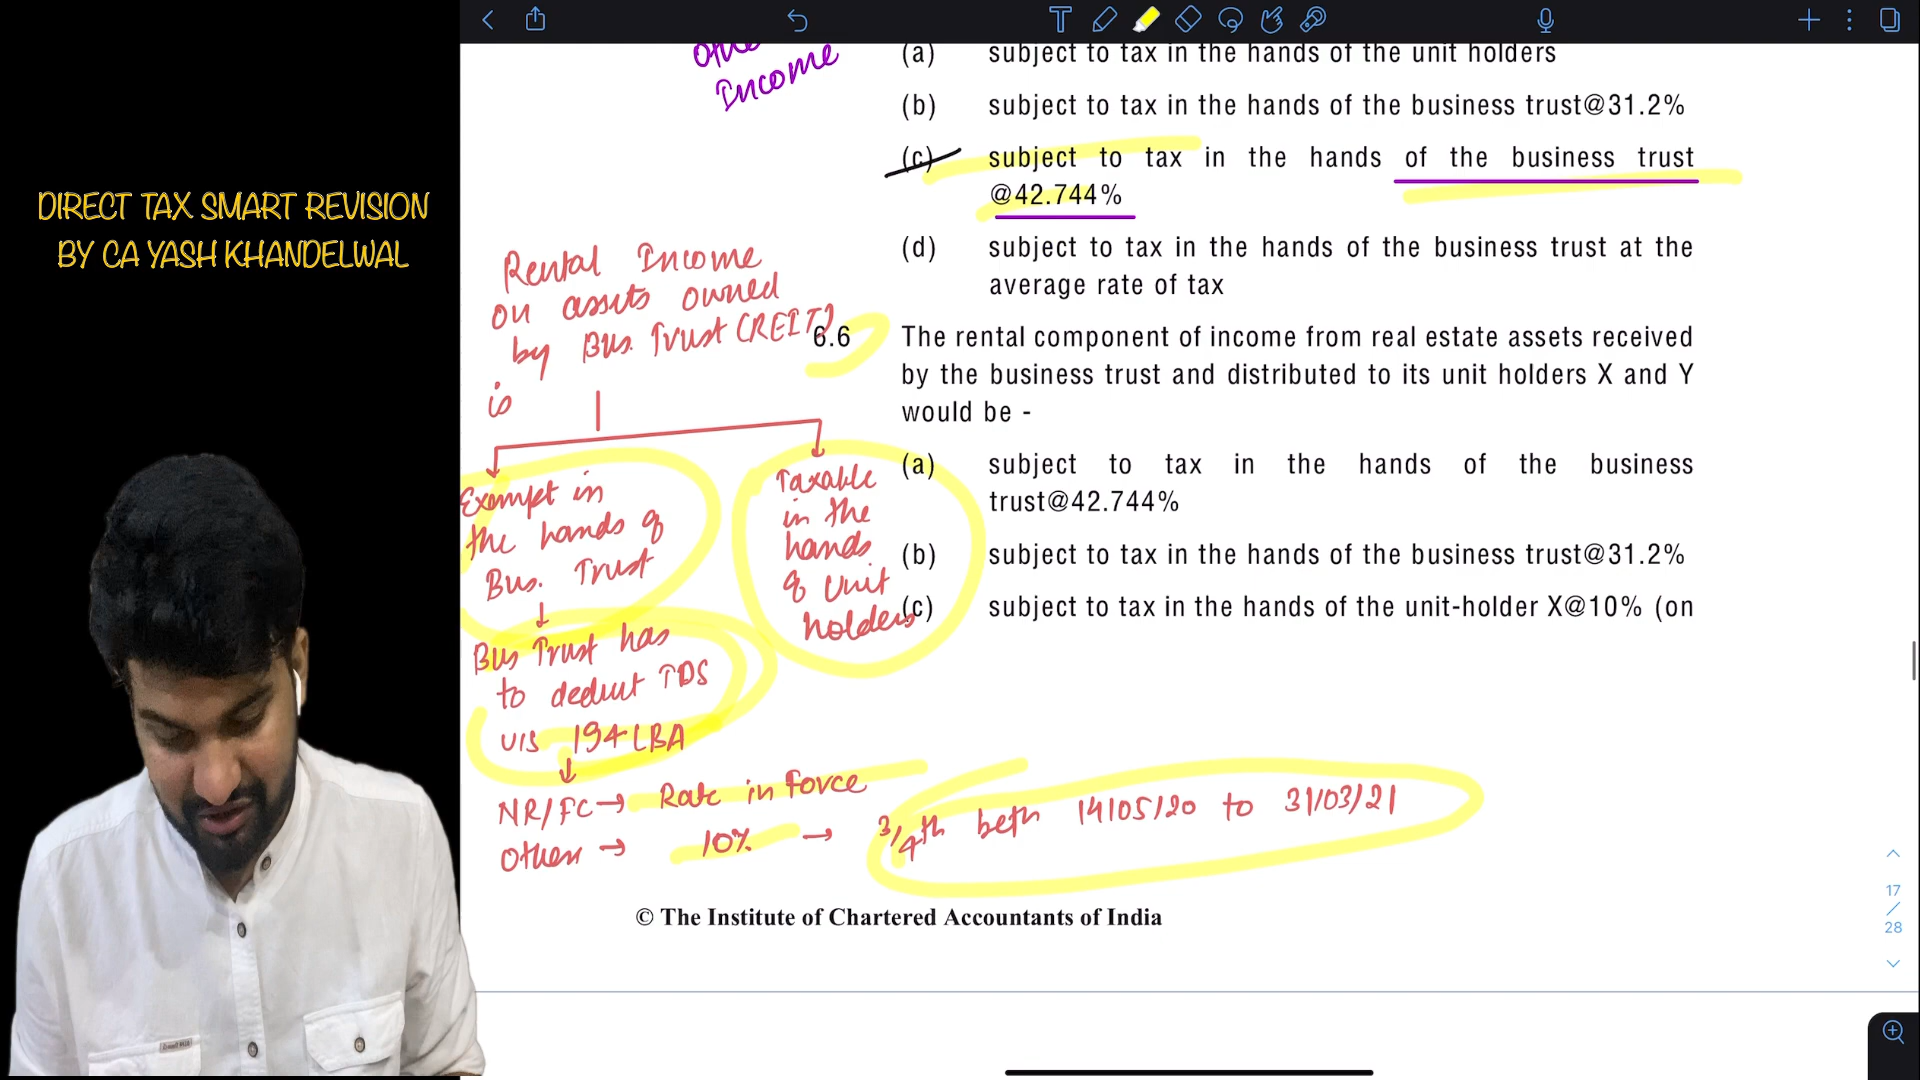 DIRECT TAX SMART REVISION
BY CA YASH KHANDELWAL
Income
(a) subject to tax in the hands of the unit holders
(b) subject to tax in the hands of the business trust@31.2%
(c) subject to tax in the hands of the business trust
@42.744%
(d) subject to tax in the hands of the business trust at the
average rate of tax
Rental Income
on assets owned
by Bus. Trust (REIT)
is
Exempt in
the hands of
Bus. Trust
Bus Trust has
to deduct TDS
u/s 194LBA
NR/FC → Rate in Force
Other → 10% → 3/4th betn 14/05/20 to 31/03/21
Taxable
in the
hands
of Unit
holders
6.6 The rental component of income from real estate assets received
by the business trust and distributed to its unit holders X and Y
would be -
(a) subject to tax in the hands of the business
trust@42.744%
(b) subject to tax in the hands of the business trust@31.2%
(c) subject to tax in the hands of the unit-holder X@10% (on
© The Institute of Chartered Accountants of India
17
/
28